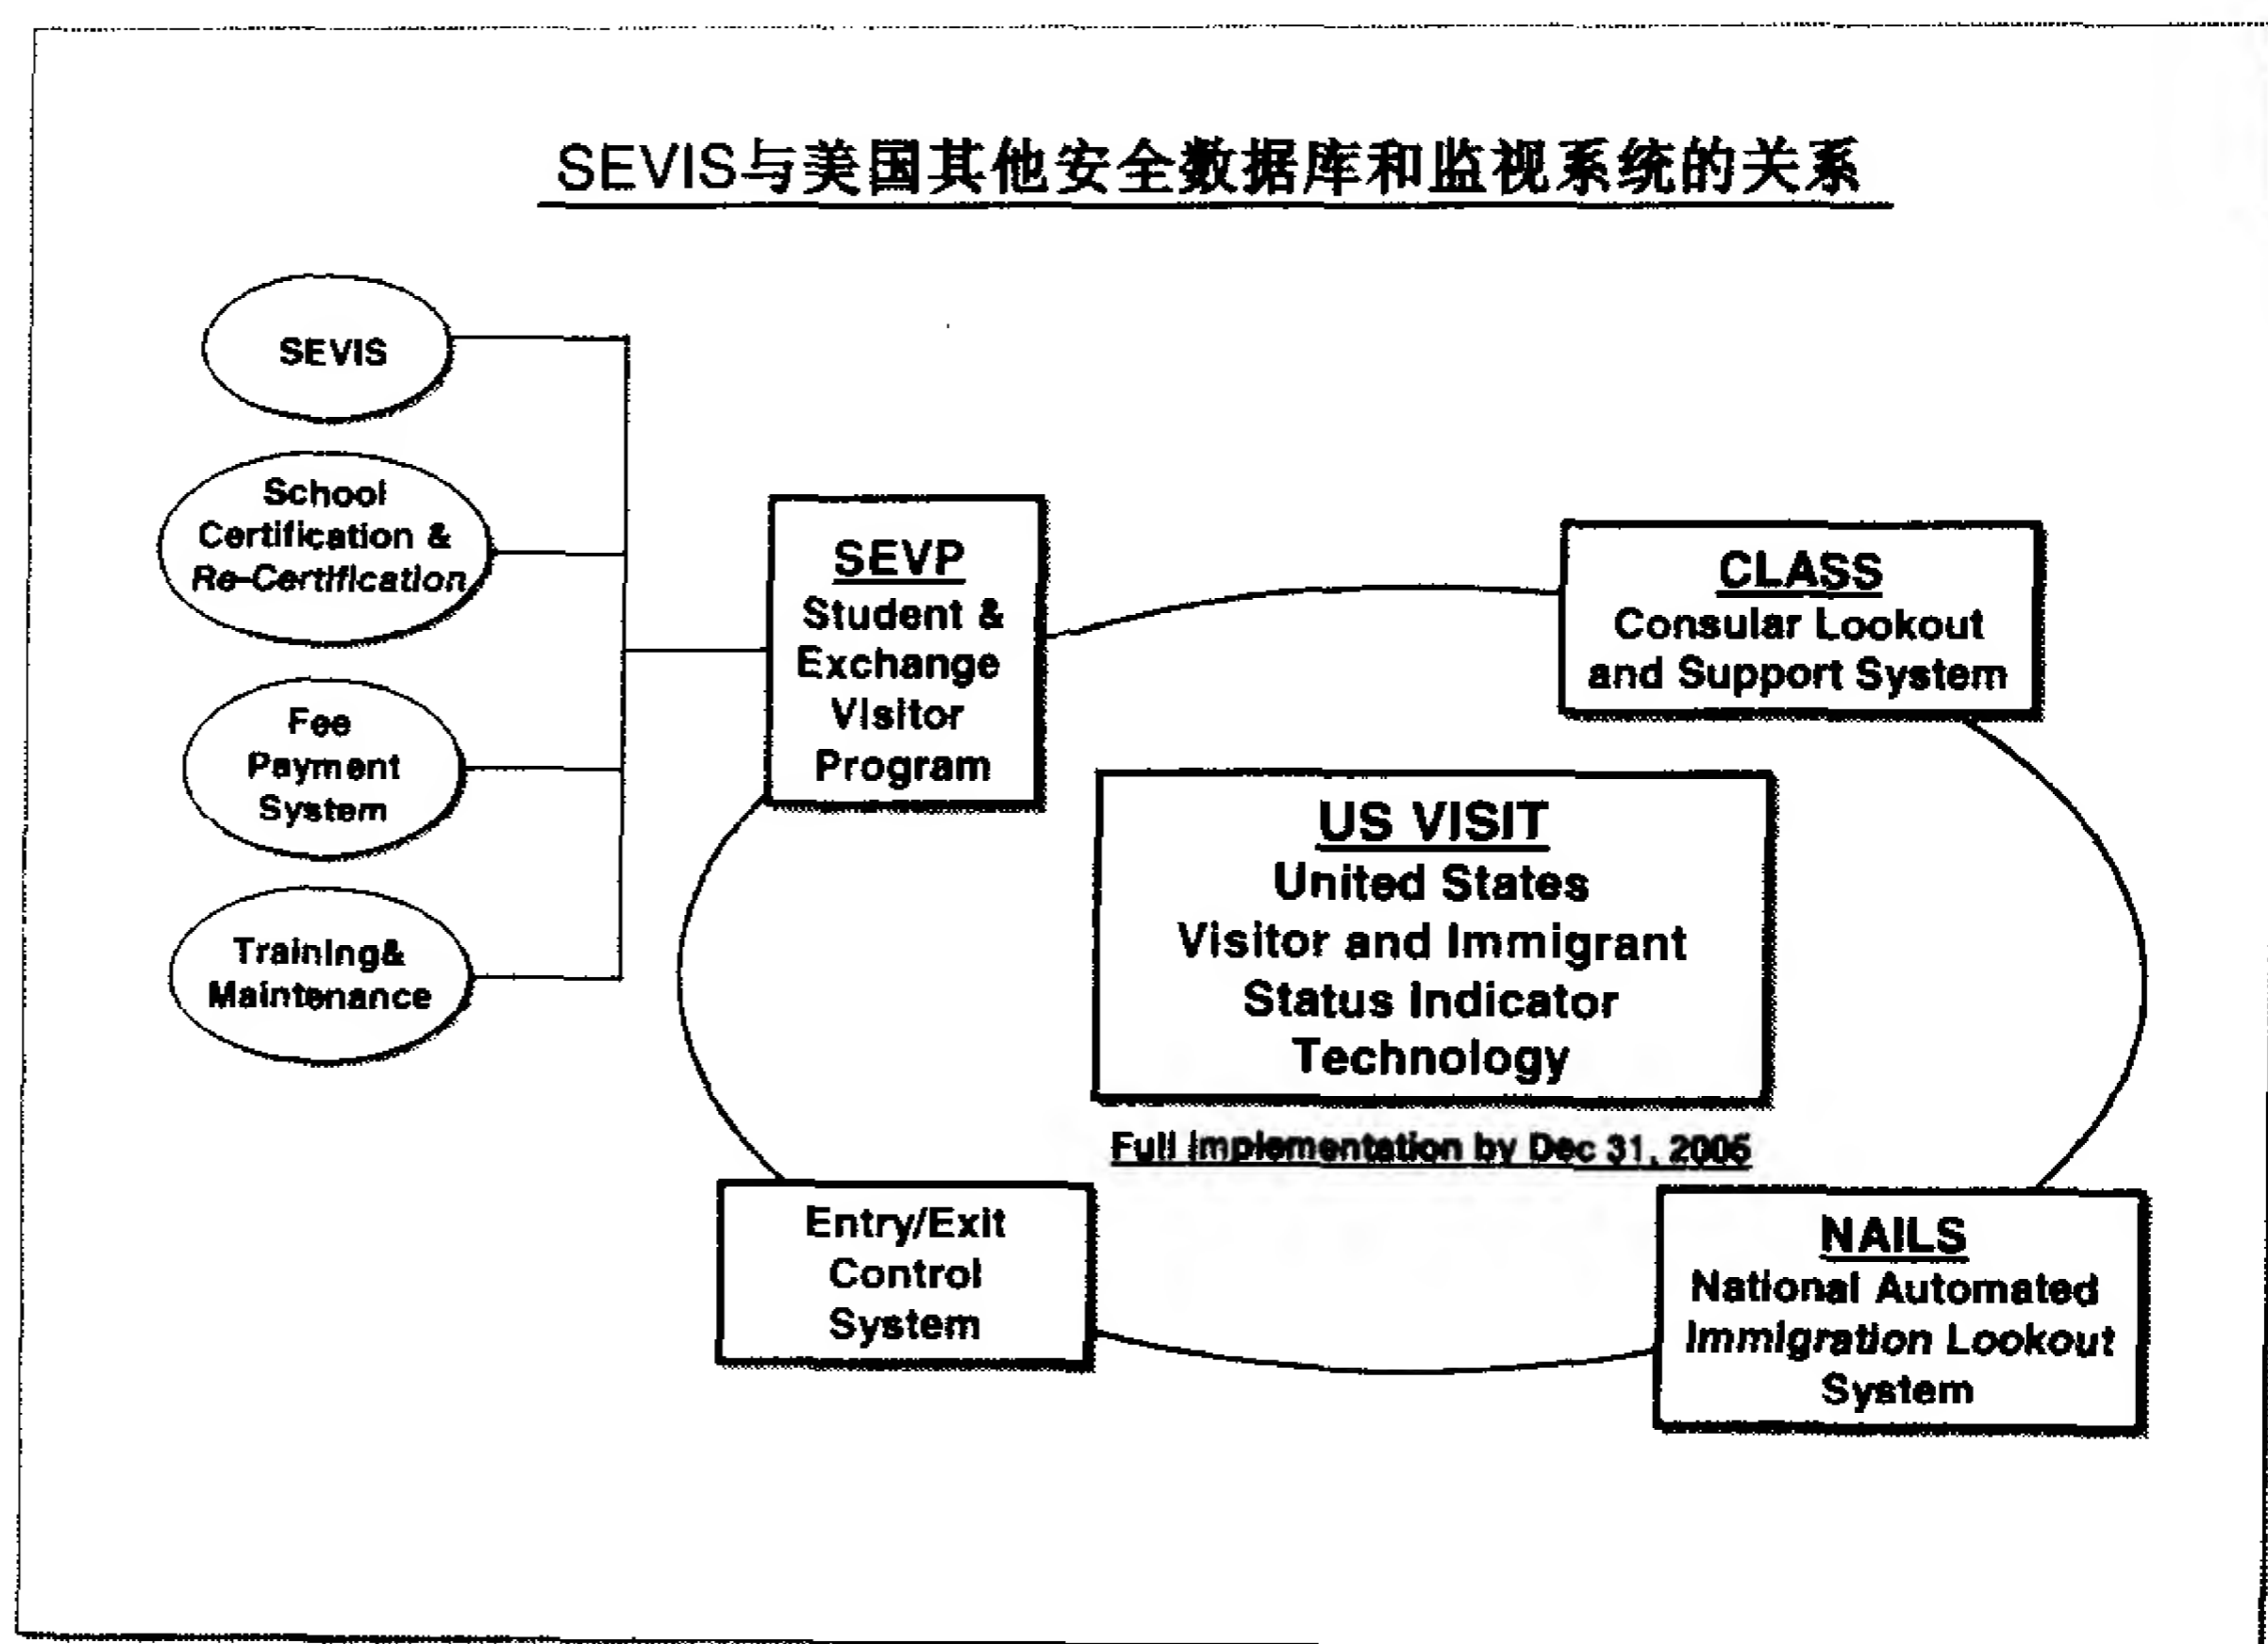 SEVIS与美国其他安全数据库和监视系统的关系
SEVIS
School
Certification &
Re-Certification
Fee
Payment
System
Training&
Maintenance
SEVP
Student &
Exchange
Visitor
Program
CLASS
Consular Lookout
and Support System
US VISIT
United States
Visitor and Immigrant
Status Indicator
Technology
Full Implementation by Dec 31, 2005
Entry/Exit
Control
System
NAILS
National Automated
Immigration Lookout
System